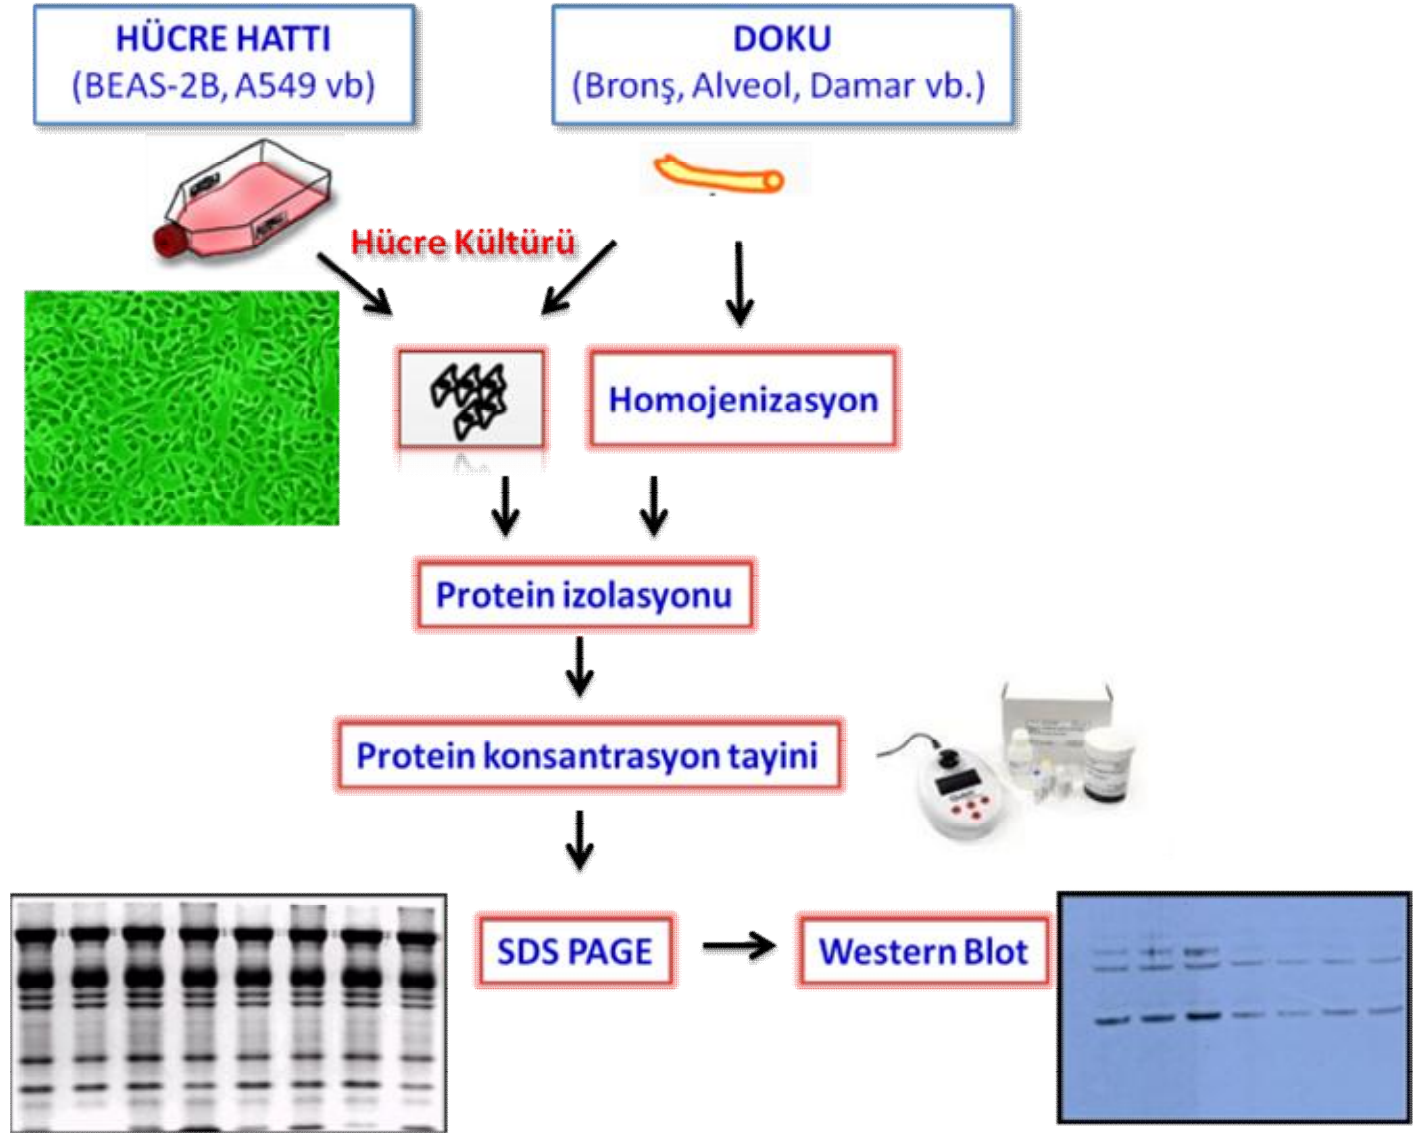 HÜCRE HATTI
(BEAS-2B, A549 vb)
DOKU
(Bronş, Alveol, Damar vb.)
Hücre Kültürü
Homojenizasyon
Protein izolasyonu
Protein konsantrasyon tayini
SDS PAGE
Western Blot